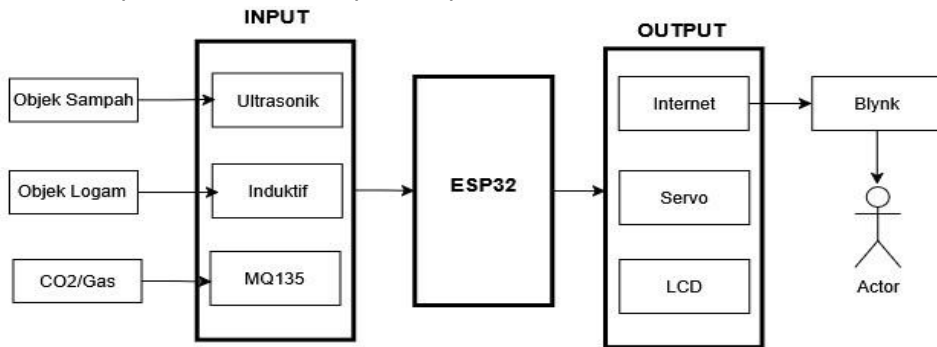 INPUT
OUTPUT
Objek Sampah
Ultrasonik
Internet
Blynk
Objek Logam
Induktif
ESP32
Servo
CO2/Gas
MQ135
LCD
Actor